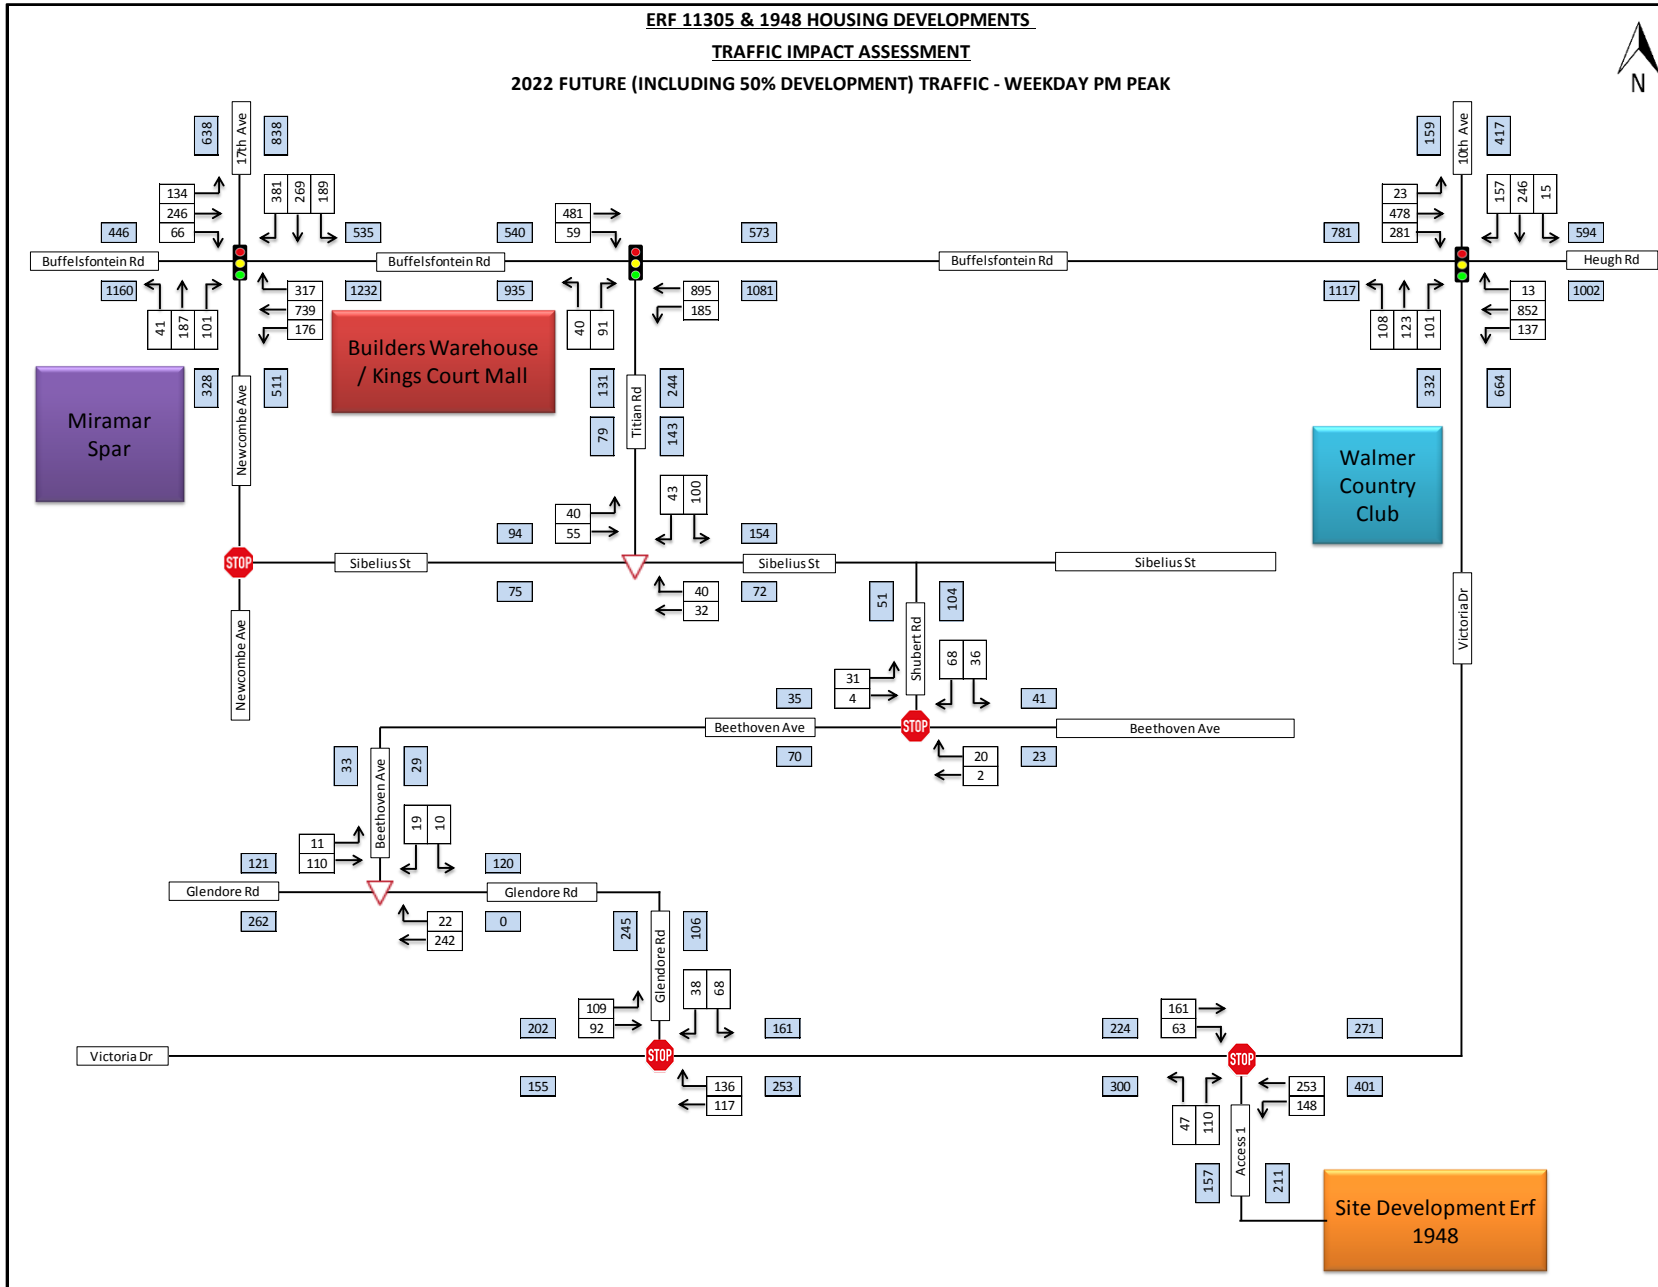 ERF 11305 & 1948 HOUSING DEVELOPMENTS
TRAFFIC IMPACT ASSESSMENT
2022 FUTURE (INCLUDING 50% DEVELOPMENT) TRAFFIC - WEEKDAY PM PEAK
N
638
17th Ave
838
159
10th Ave
417
134
246
66
381
269
189
481
59
23
478
281
157
246
15
446
535
540
573
781
594
Buffelsfontein Rd
Buffelsfontein Rd
Buffelsfontein Rd
Heugh Rd
1160
1232
935
1081
1117
1002
41
187
101
317
739
176
40
91
895
185
108
123
101
13
852
137
Builders Warehouse
/ Kings Court Mall
Miramar
Spar
328
Newcombe Ave
511
131
244
Titian Rd
79
143
332
664
Walmer
Country
Club
40
55
43
100
94
154
STOP
Sibelius St
Sibelius St
Sibelius St
75
72
40
32
Newcombe Ave
51
Shubert Rd
104
Victoria Dr
31
4
68
36
35
41
Beethoven Ave
STOP
Beethoven Ave
70
23
20
2
33
Beethoven Ave
29
11
110
19
10
121
120
Glendore Rd
Glendore Rd
262
0
22
242
245
Glendore Rd
106
109
92
38
68
202
161
161
63
224
271
Victoria Dr
STOP
STOP
155
253
136
117
300
401
47
110
253
148
Access 1
157
211
Site Development Erf
1948